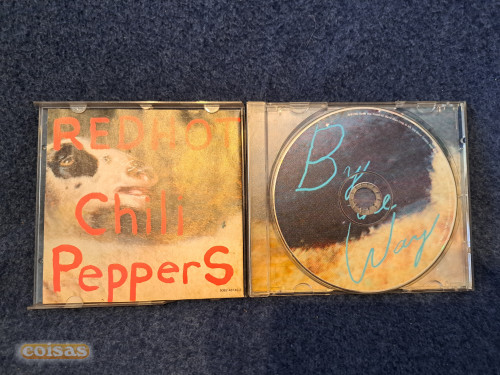 RED HOT
Chili
Peppers
By
the
Way
coisas